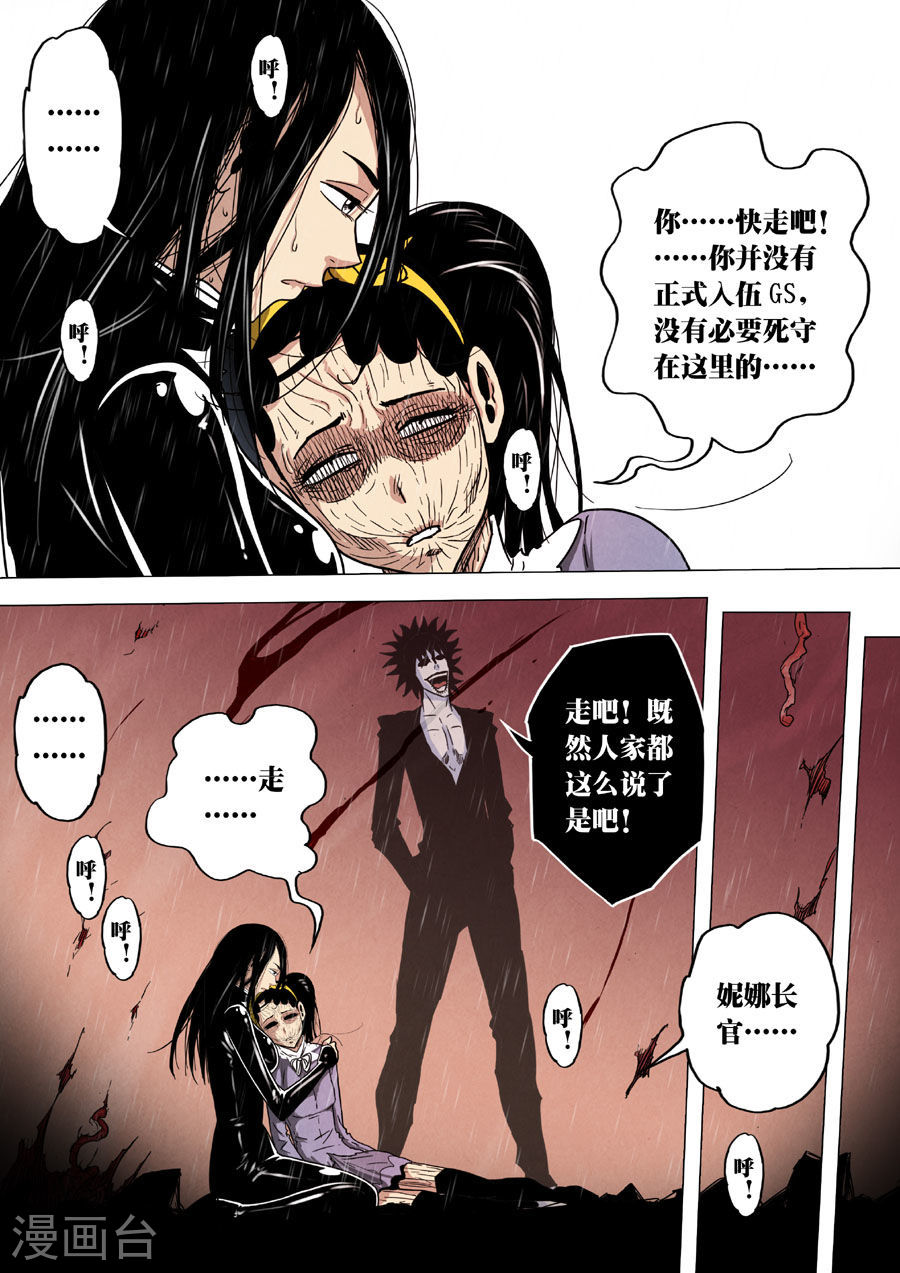 呼！
……
……
你……快走吧！
……你并没有
正式入伍GS，
没有必要死守
在这里的……
呼！
呼！
……
……
……走
……
走吧！既
然人家都
这么说了
是吧！
呼！
呼！
呼！
妮娜长
官……
呼！
漫画台